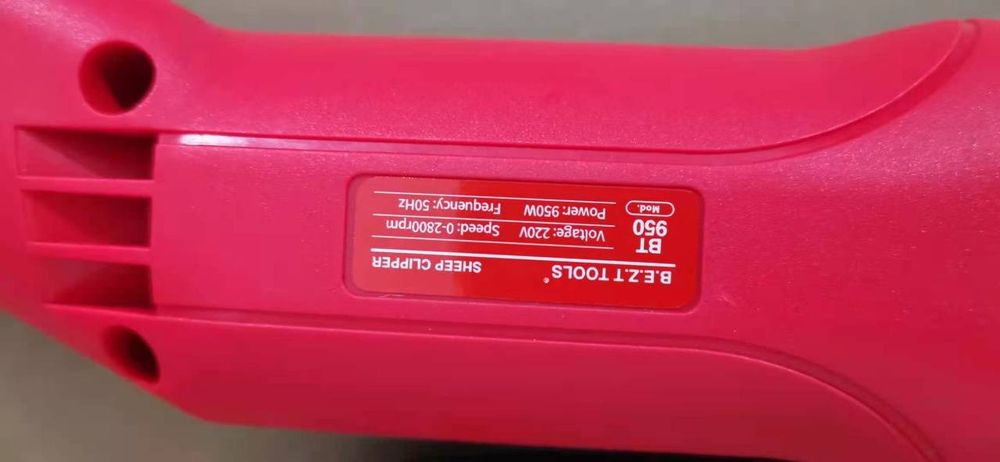 B.E.Z.T TOOLS® SHEEP CLIPPER
BT
950
Mod.
Voltage: 220V Speed: 0-2800rpm
Power: 950W Frequency: 50Hz